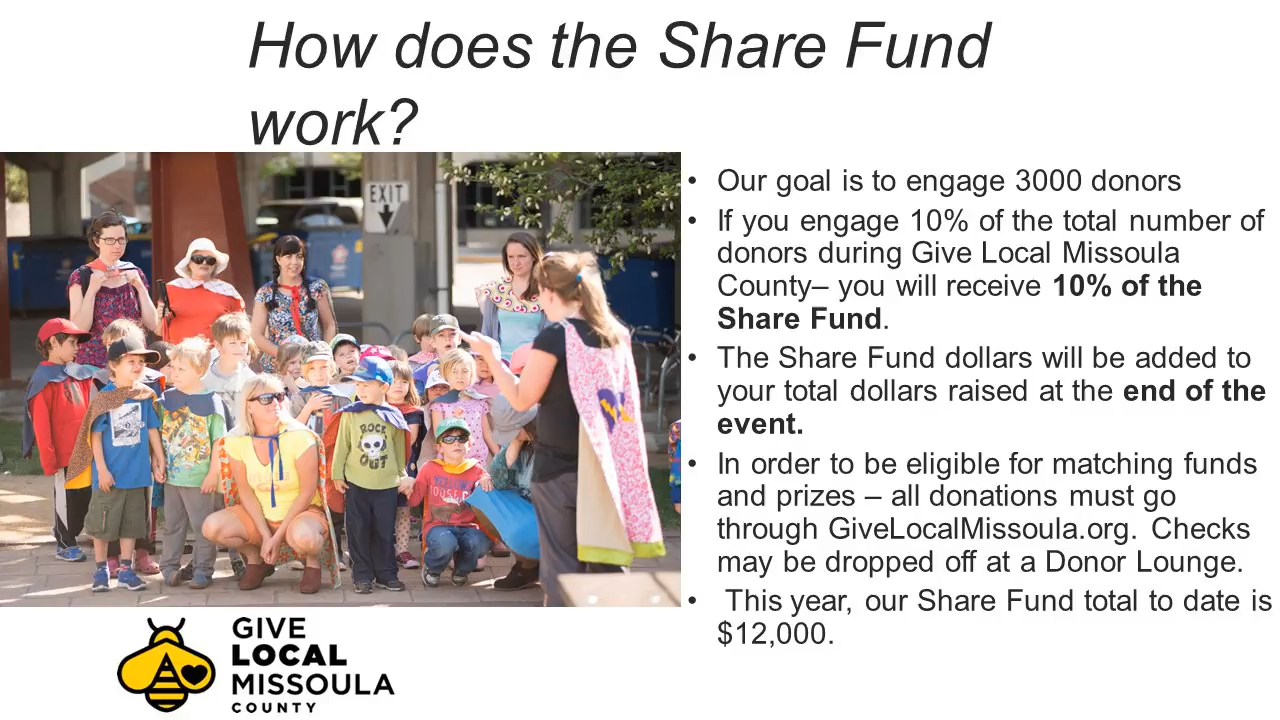 How does the Share Fund
work?
EXIT
ROCK
OUT
• Our goal is to engage 3000 donors
• If you engage 10% of the total number of
donors during Give Local Missoula
County– you will receive 10% of the
Share Fund.
• The Share Fund dollars will be added to
your total dollars raised at the end of the
event.
• In order to be eligible for matching funds
and prizes – all donations must go
through GiveLocalMissoula.org. Checks
may be dropped off at a Donor Lounge.
• This year, our Share Fund total to date is
$12,000.
GIVE
LOCAL
MISSOULA
COUNTY